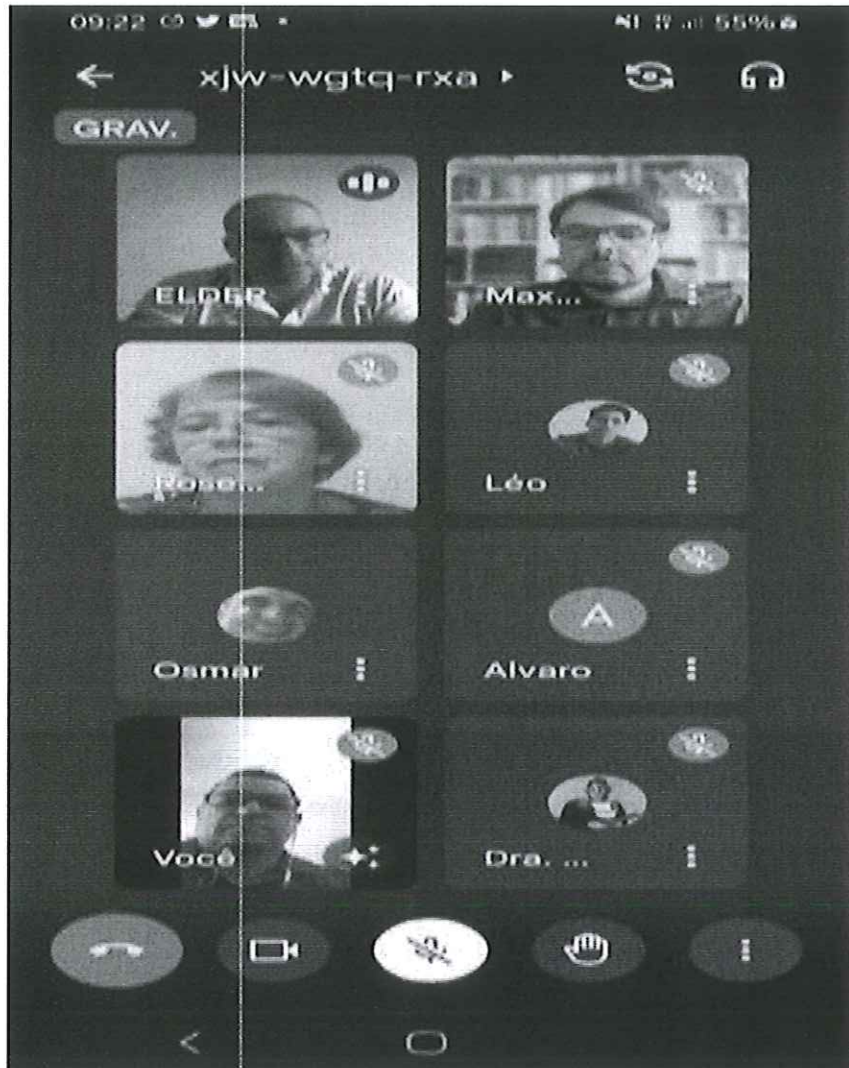 09:22 55%
xjw-wgtq-rxa
GRAV.
ELDER Max...
Rose... Léo
A
Osmar Alvaro
Você Dra. ...